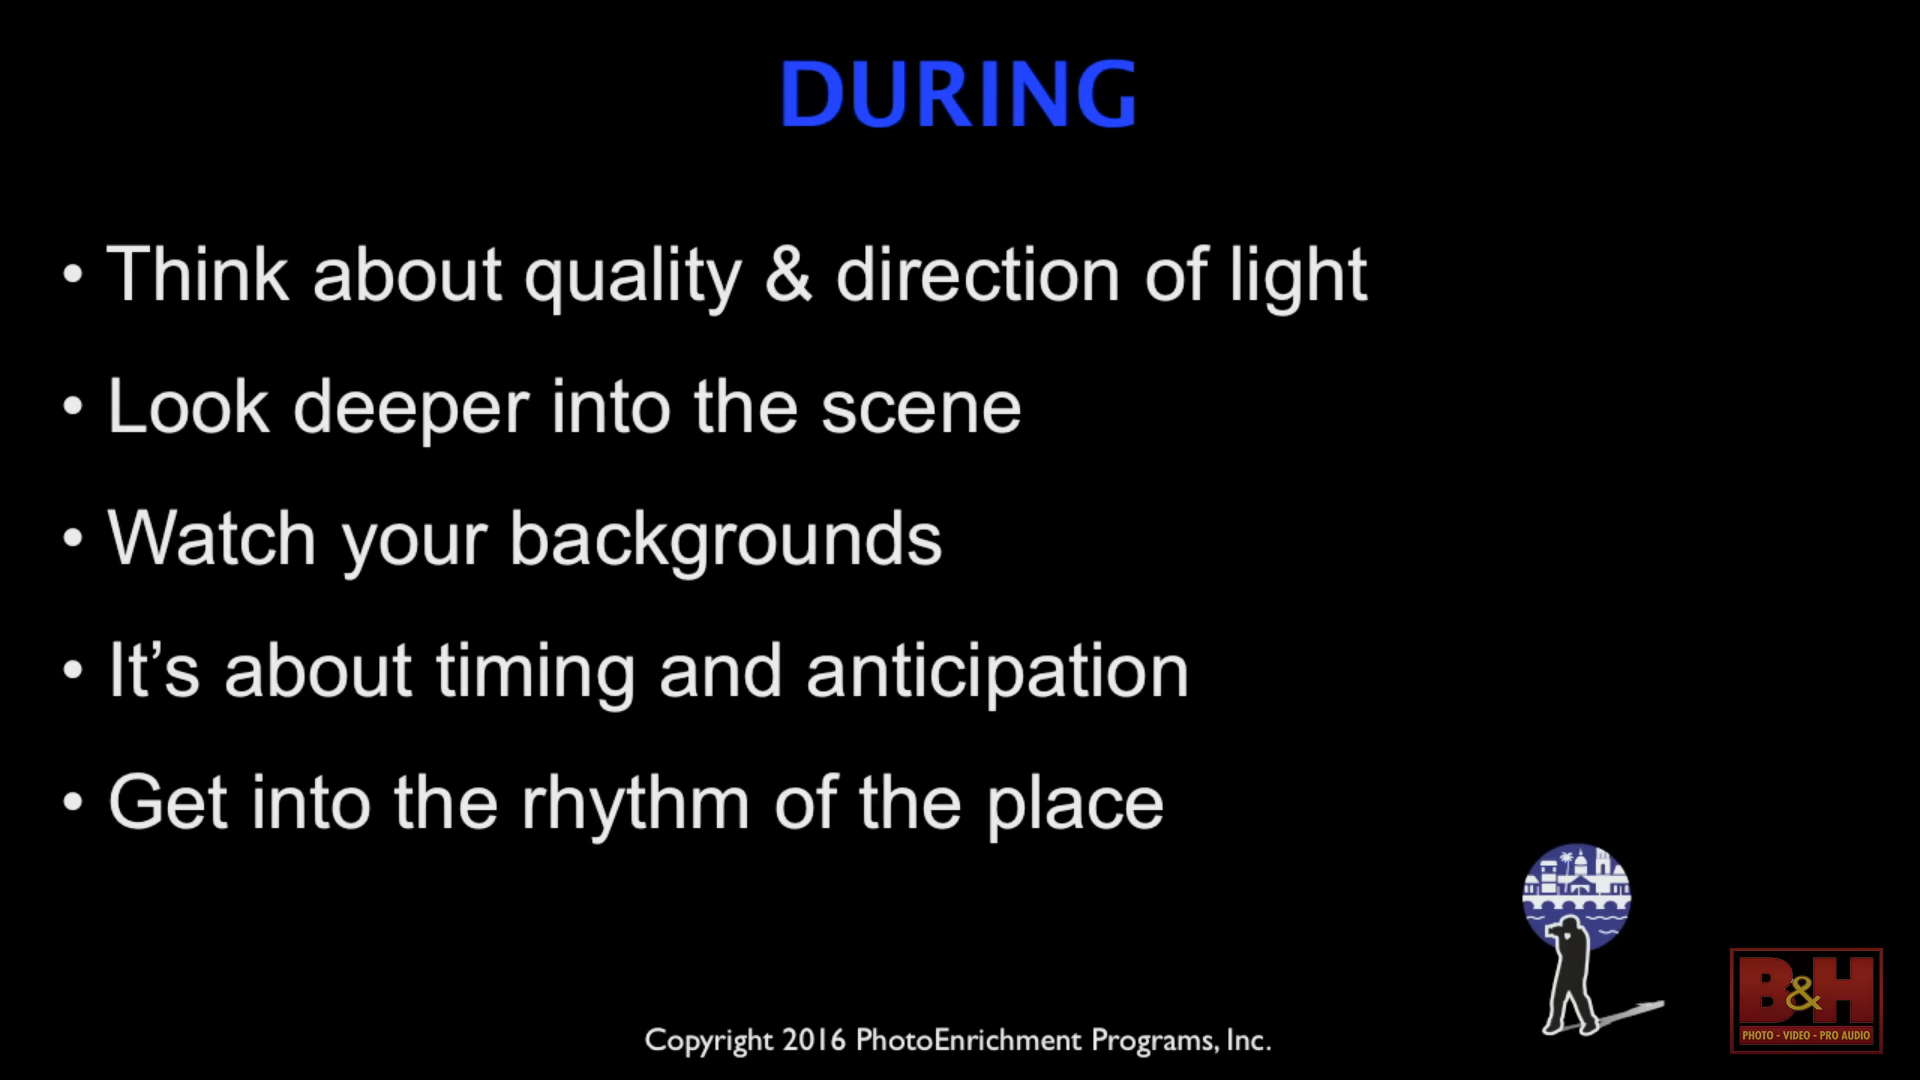 DURING
• Think about quality & direction of light
• Look deeper into the scene
• Watch your backgrounds
• It’s about timing and anticipation
• Get into the rhythm of the place
Copyright 2016 PhotoEnrichment Programs, Inc.
B&H
PHOTO - VIDEO - PRO AUDIO